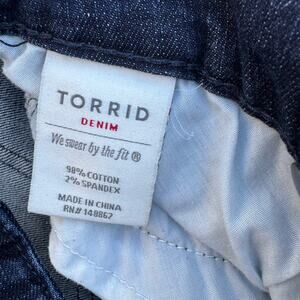 TORRID
DENIM
We swear by the fit ®
98% COTTON
2% SPANDEX
MADE IN CHINA
RN# 148867